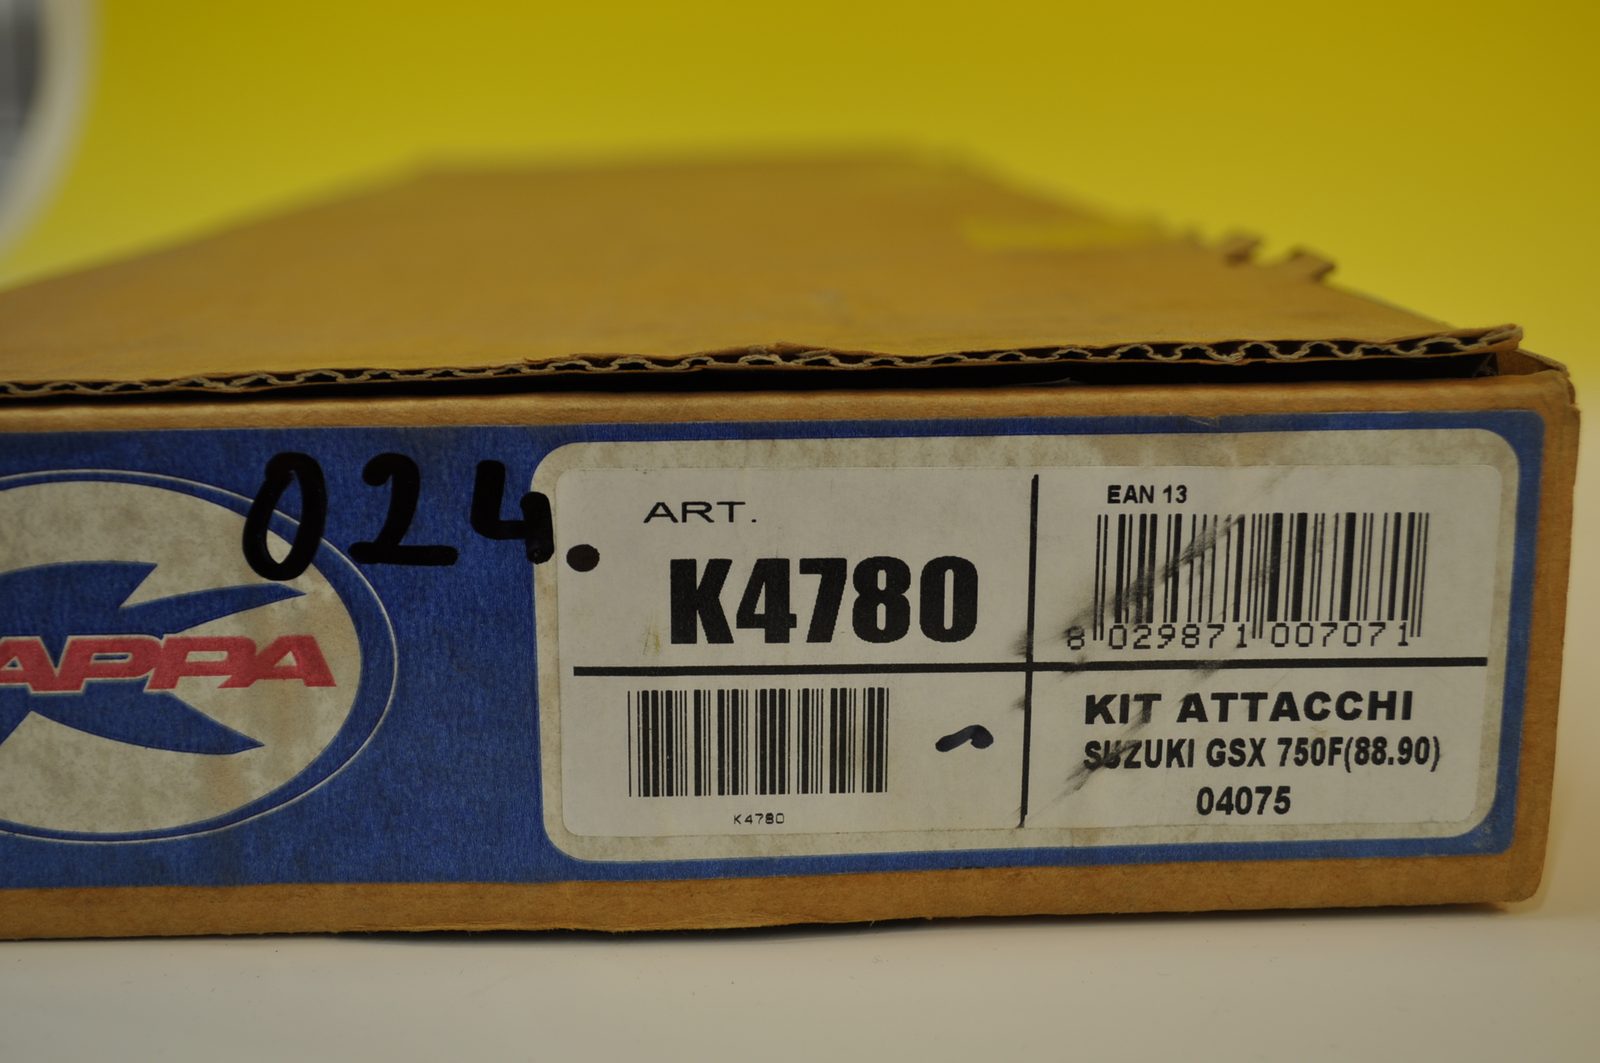 024.
APPA
ART.
K4780
EAN 13
8 029871 007071
K4780
KIT ATTACCHI
SUZUKI GSX 750F(88.90)
04075